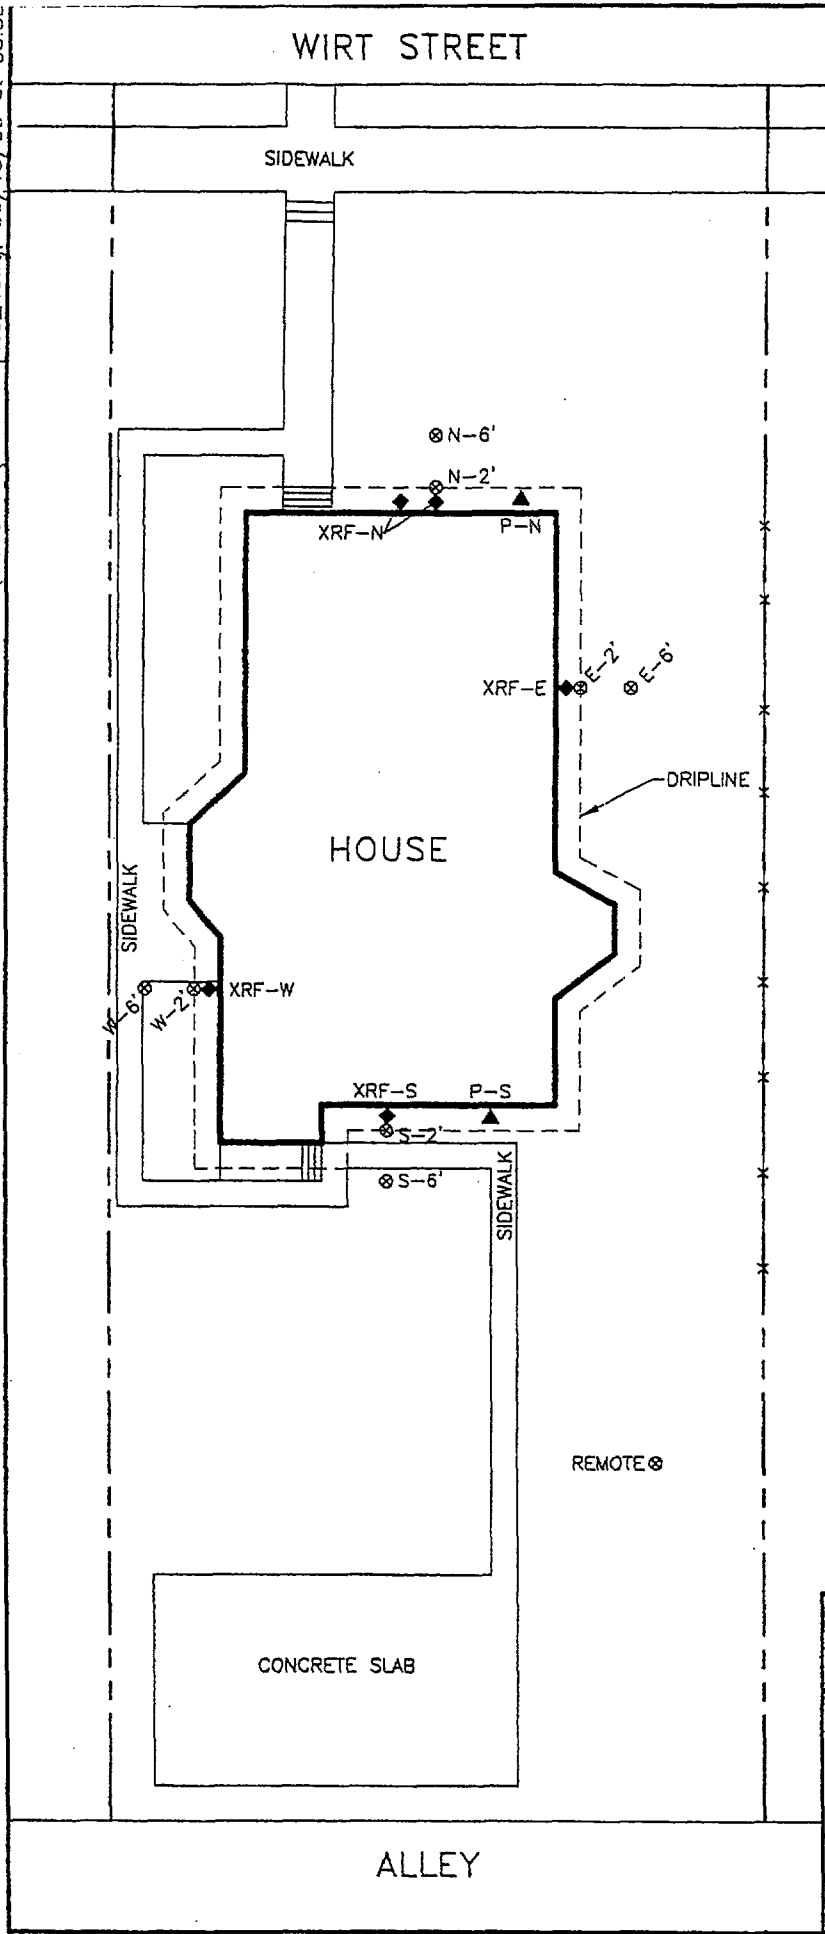 WIRT STREET
SIDEWALK
N-6'
N-2'
XRF-N
P-N
E-2'
E-6'
XRF-E
DRIPLINE
HOUSE
SIDEWALK
XRF-W
W-6'
W-2'
XRF-S
P-S
S-2'
S-6'
SIDEWALK
REMOTE
CONCRETE SLAB
ALLEY